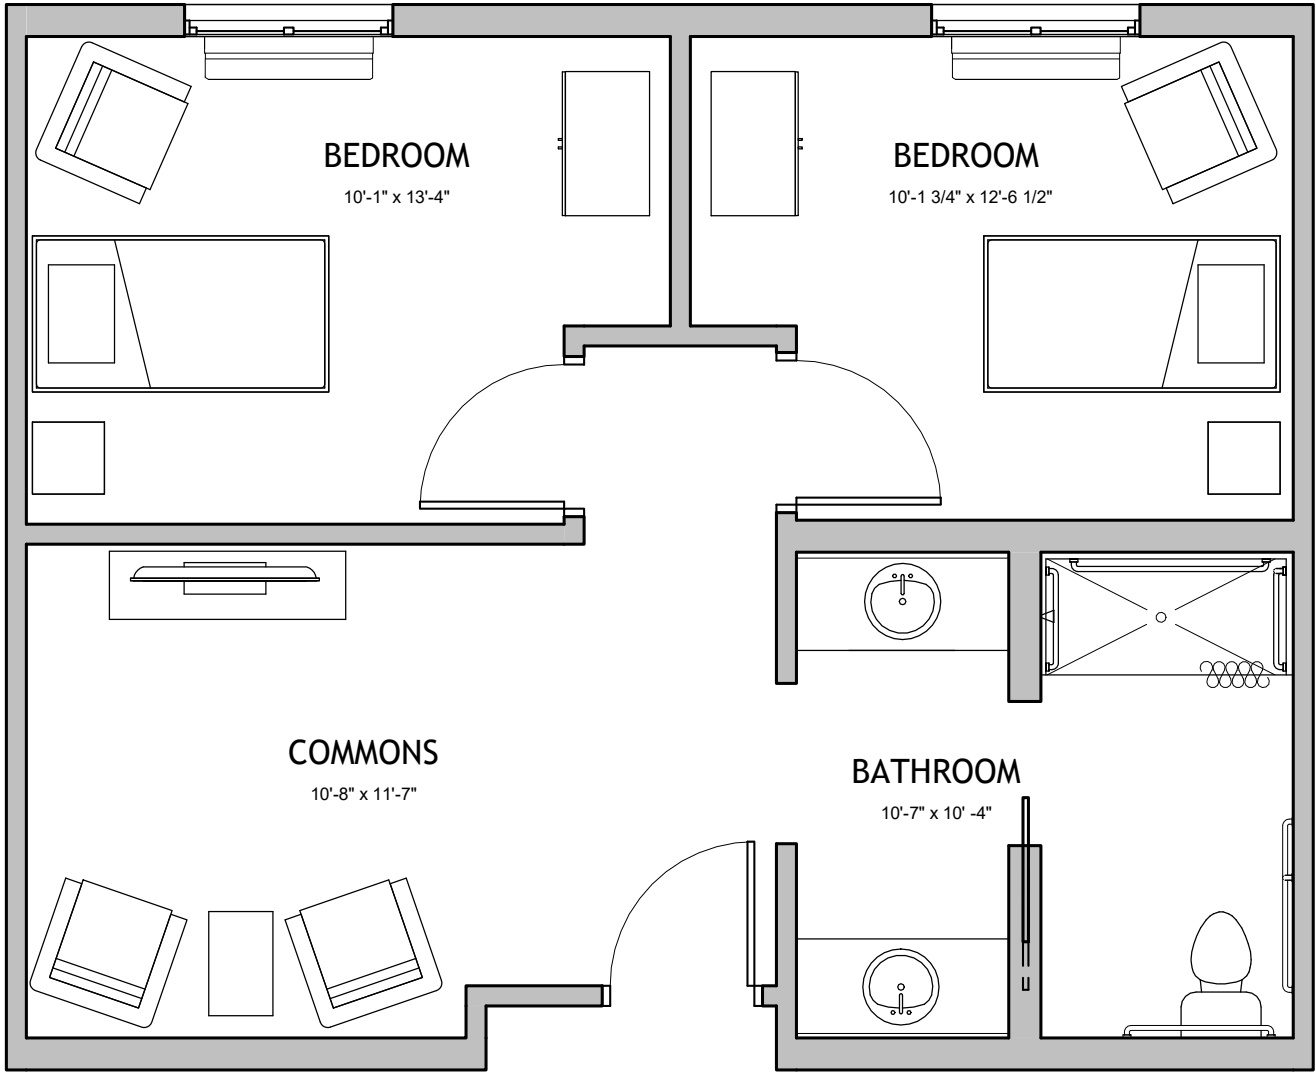 BEDROOM
10'-1" x 13'-4"
BEDROOM
10'-1 3/4" x 12'-6 1/2"
COMMONS
10'-8" x 11'-7"
BATHROOM
10'-7" x 10' -4"